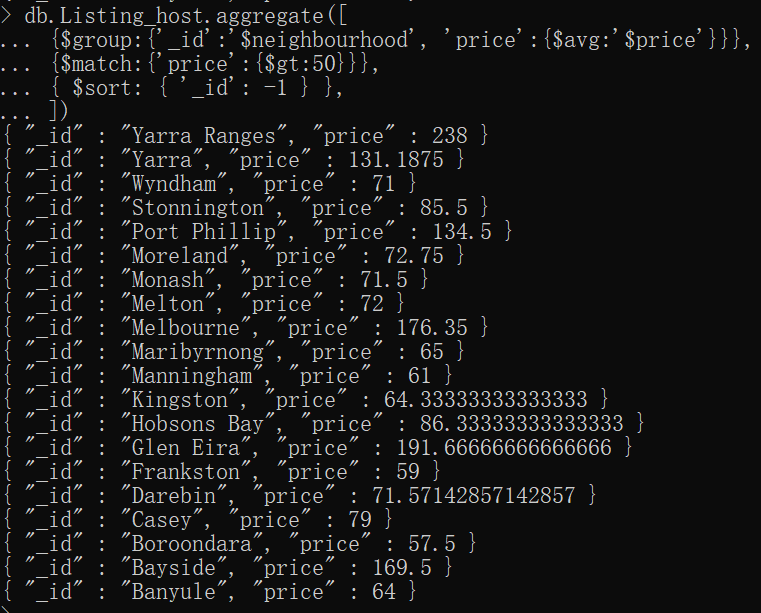 > db.Listing_host.aggregate([
... {$group:{'_id':'$neighbourhood', 'price':{$avg:'$price'}}},
... {$match:{'price':{$gt:50}}},
... { $sort: { '_id': -1 } },
... ])
{ "_id" : "Yarra Ranges", "price" : 238 }
{ "_id" : "Yarra", "price" : 131.1875 }
{ "_id" : "Wyndham", "price" : 71 }
{ "_id" : "Stonnington", "price" : 85.5 }
{ "_id" : "Port Phillip", "price" : 134.5 }
{ "_id" : "Moreland", "price" : 72.75 }
{ "_id" : "Monash", "price" : 71.5 }
{ "_id" : "Melton", "price" : 72 }
{ "_id" : "Melbourne", "price" : 176.35 }
{ "_id" : "Maribyrnong", "price" : 65 }
{ "_id" : "Manningham", "price" : 61 }
{ "_id" : "Kingston", "price" : 64.33333333333333 }
{ "_id" : "Hobsons Bay", "price" : 86.33333333333333 }
{ "_id" : "Glen Eira", "price" : 191.66666666666666 }
{ "_id" : "Frankston", "price" : 59 }
{ "_id" : "Darebin", "price" : 71.57142857142857 }
{ "_id" : "Casey", "price" : 79 }
{ "_id" : "Boroondara", "price" : 57.5 }
{ "_id" : "Bayside", "price" : 169.5 }
{ "_id" : "Banyule", "price" : 64 }